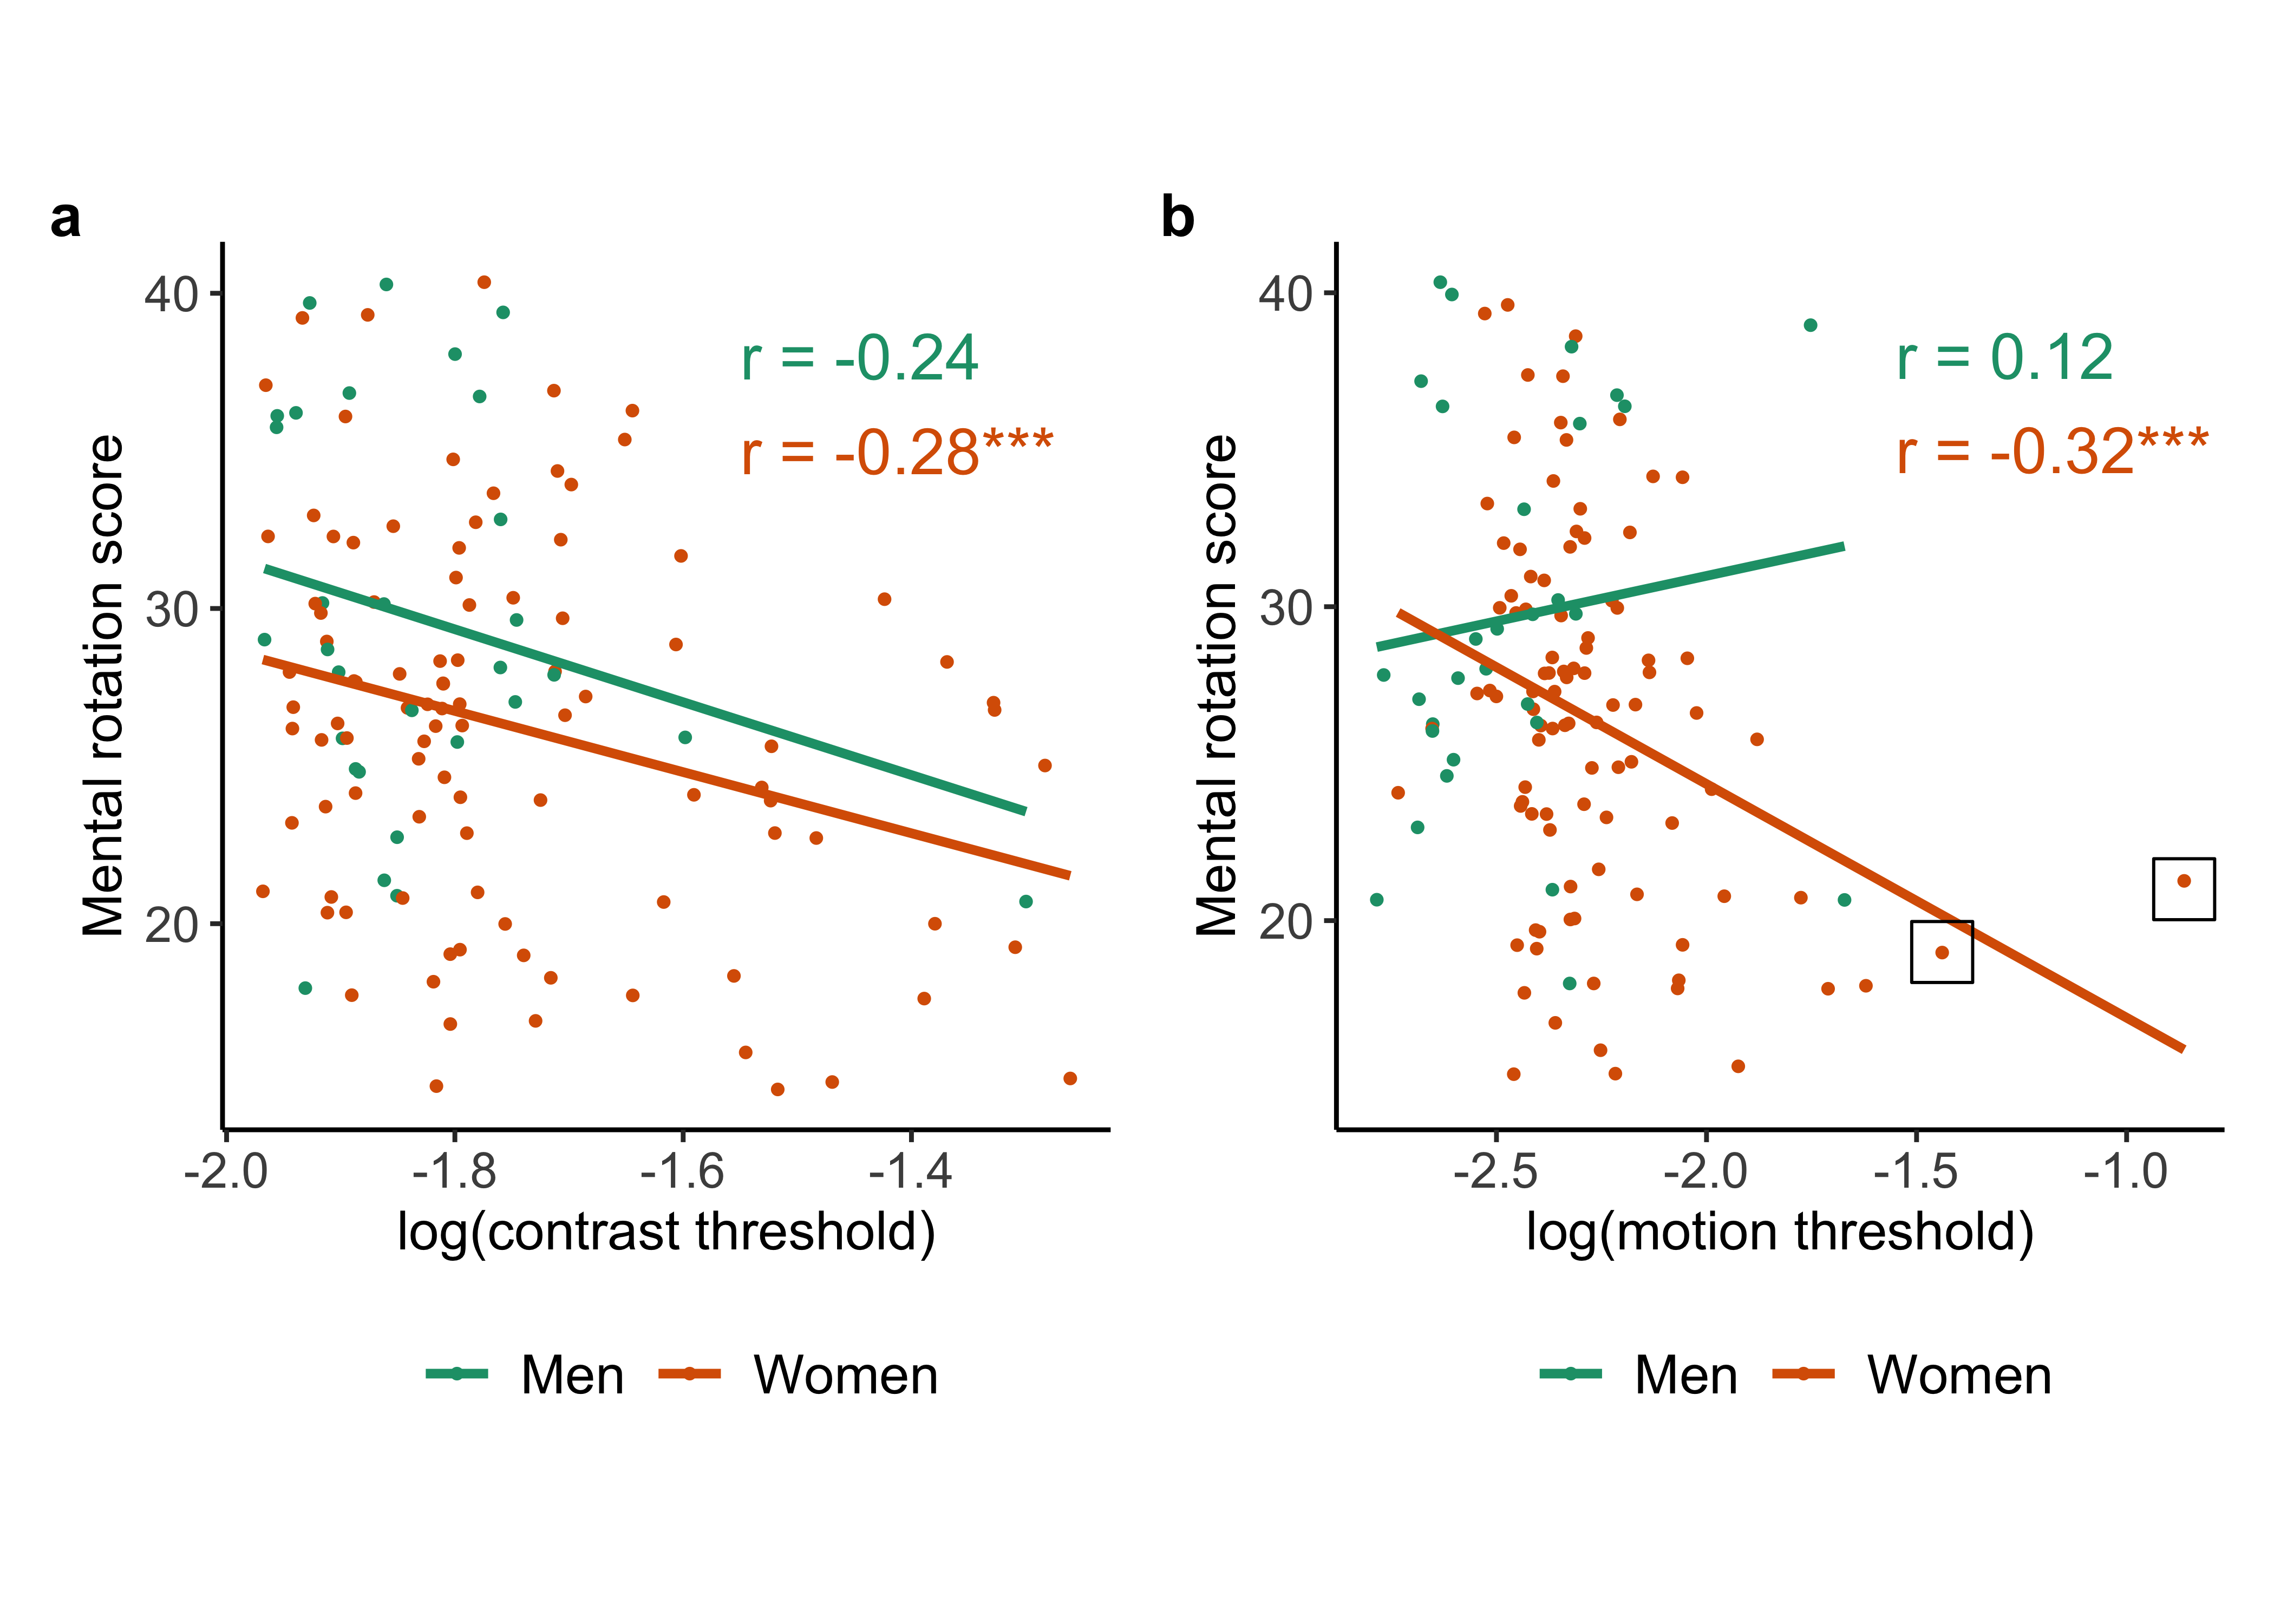 a
40
30
20
Mental rotation score
r = -0.24
r = -0.28***
-2.0 -1.8 -1.6 -1.4
log(contrast threshold)
Men Women
b
40
30
20
Mental rotation score
r = 0.12
r = -0.32***
-2.5 -2.0 -1.5 -1.0
log(motion threshold)
Men Women